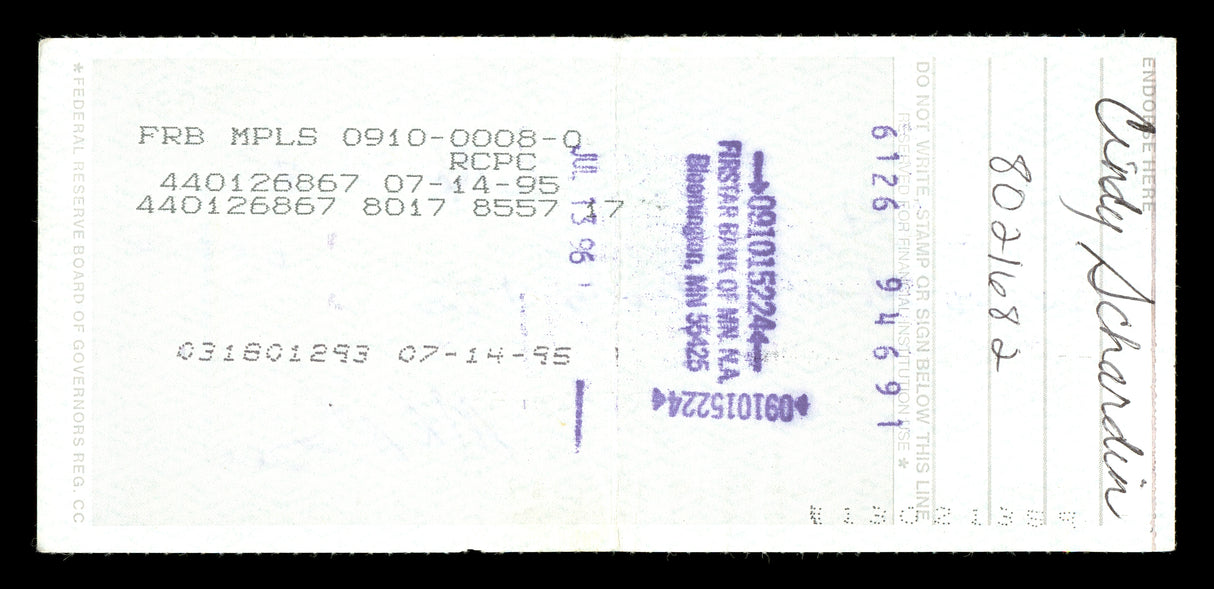 ENDORSE HERE
Cindy Schardin
8021682
DO NOT WRITE, STAMP OR SIGN BELOW THIS LINE
RESERVED FOR FINANCIAL INSTITUTION USE *
6126 94691
→091015224←
FIRSTAR BANK OF MN N.A
Bloomington, MN 55425
→091015224←
FRB MPLS 0910-0008-0
RCPC
440126867 07-14-95
440126867 8017 8557 17
031801293 07-14-95
*FEDERAL RESERVE BOARD OF GOVERNORS REG. CC